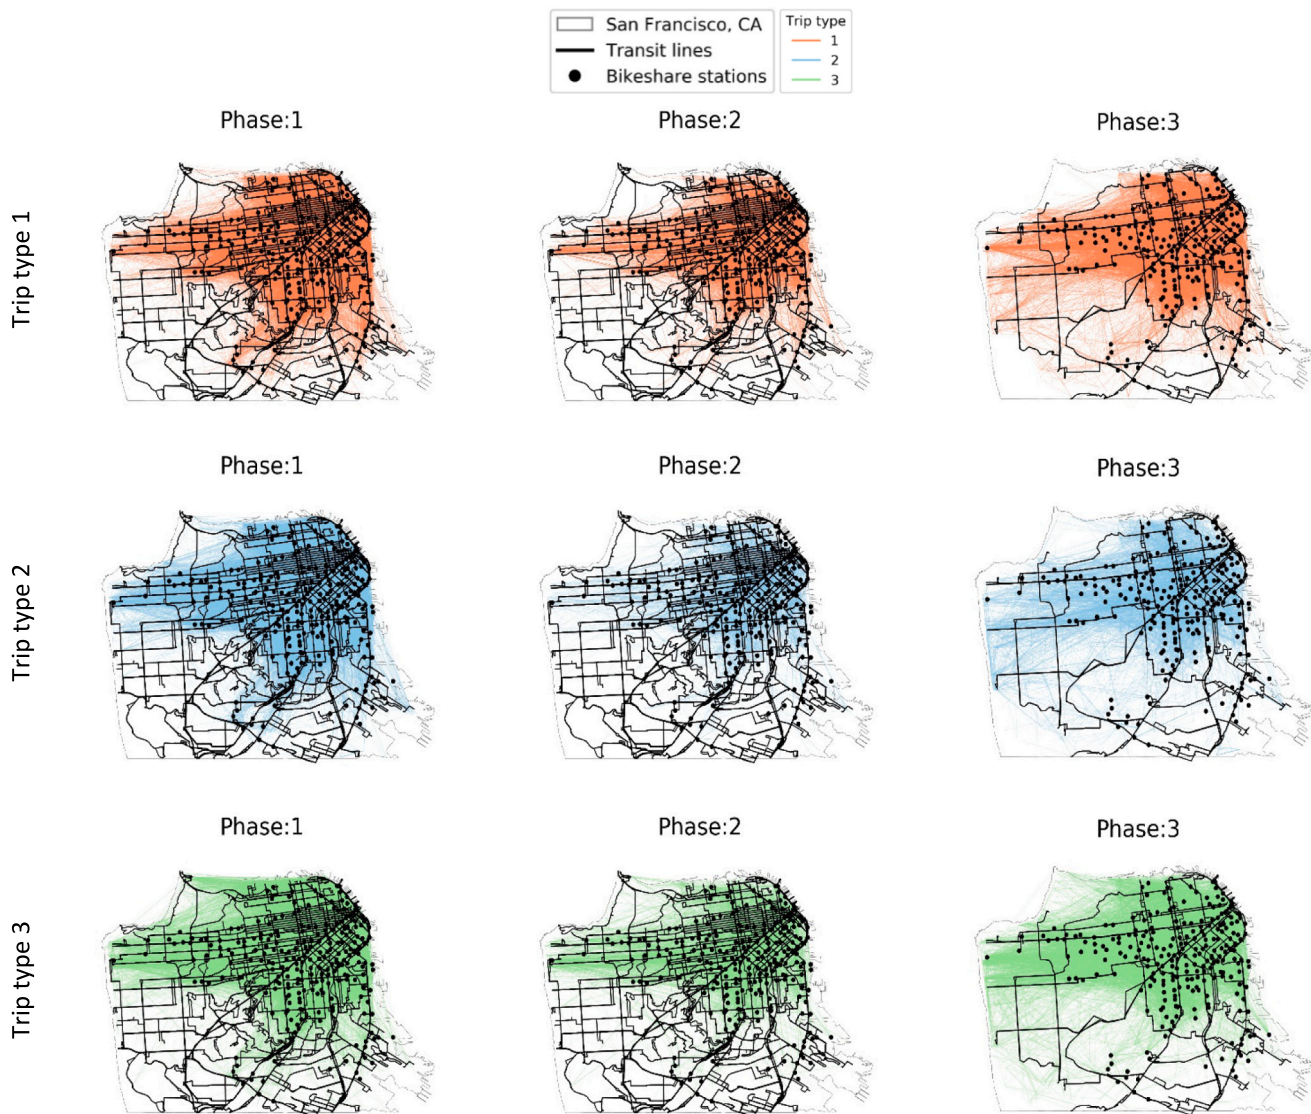 San Francisco, CA
Transit lines
Bikeshare stations
Trip type
1
2
3
Phase:1
Phase:2
Phase:3
Trip type 1
Phase:1
Phase:2
Phase:3
Trip type 2
Phase:1
Phase:2
Phase:3
Trip type 3